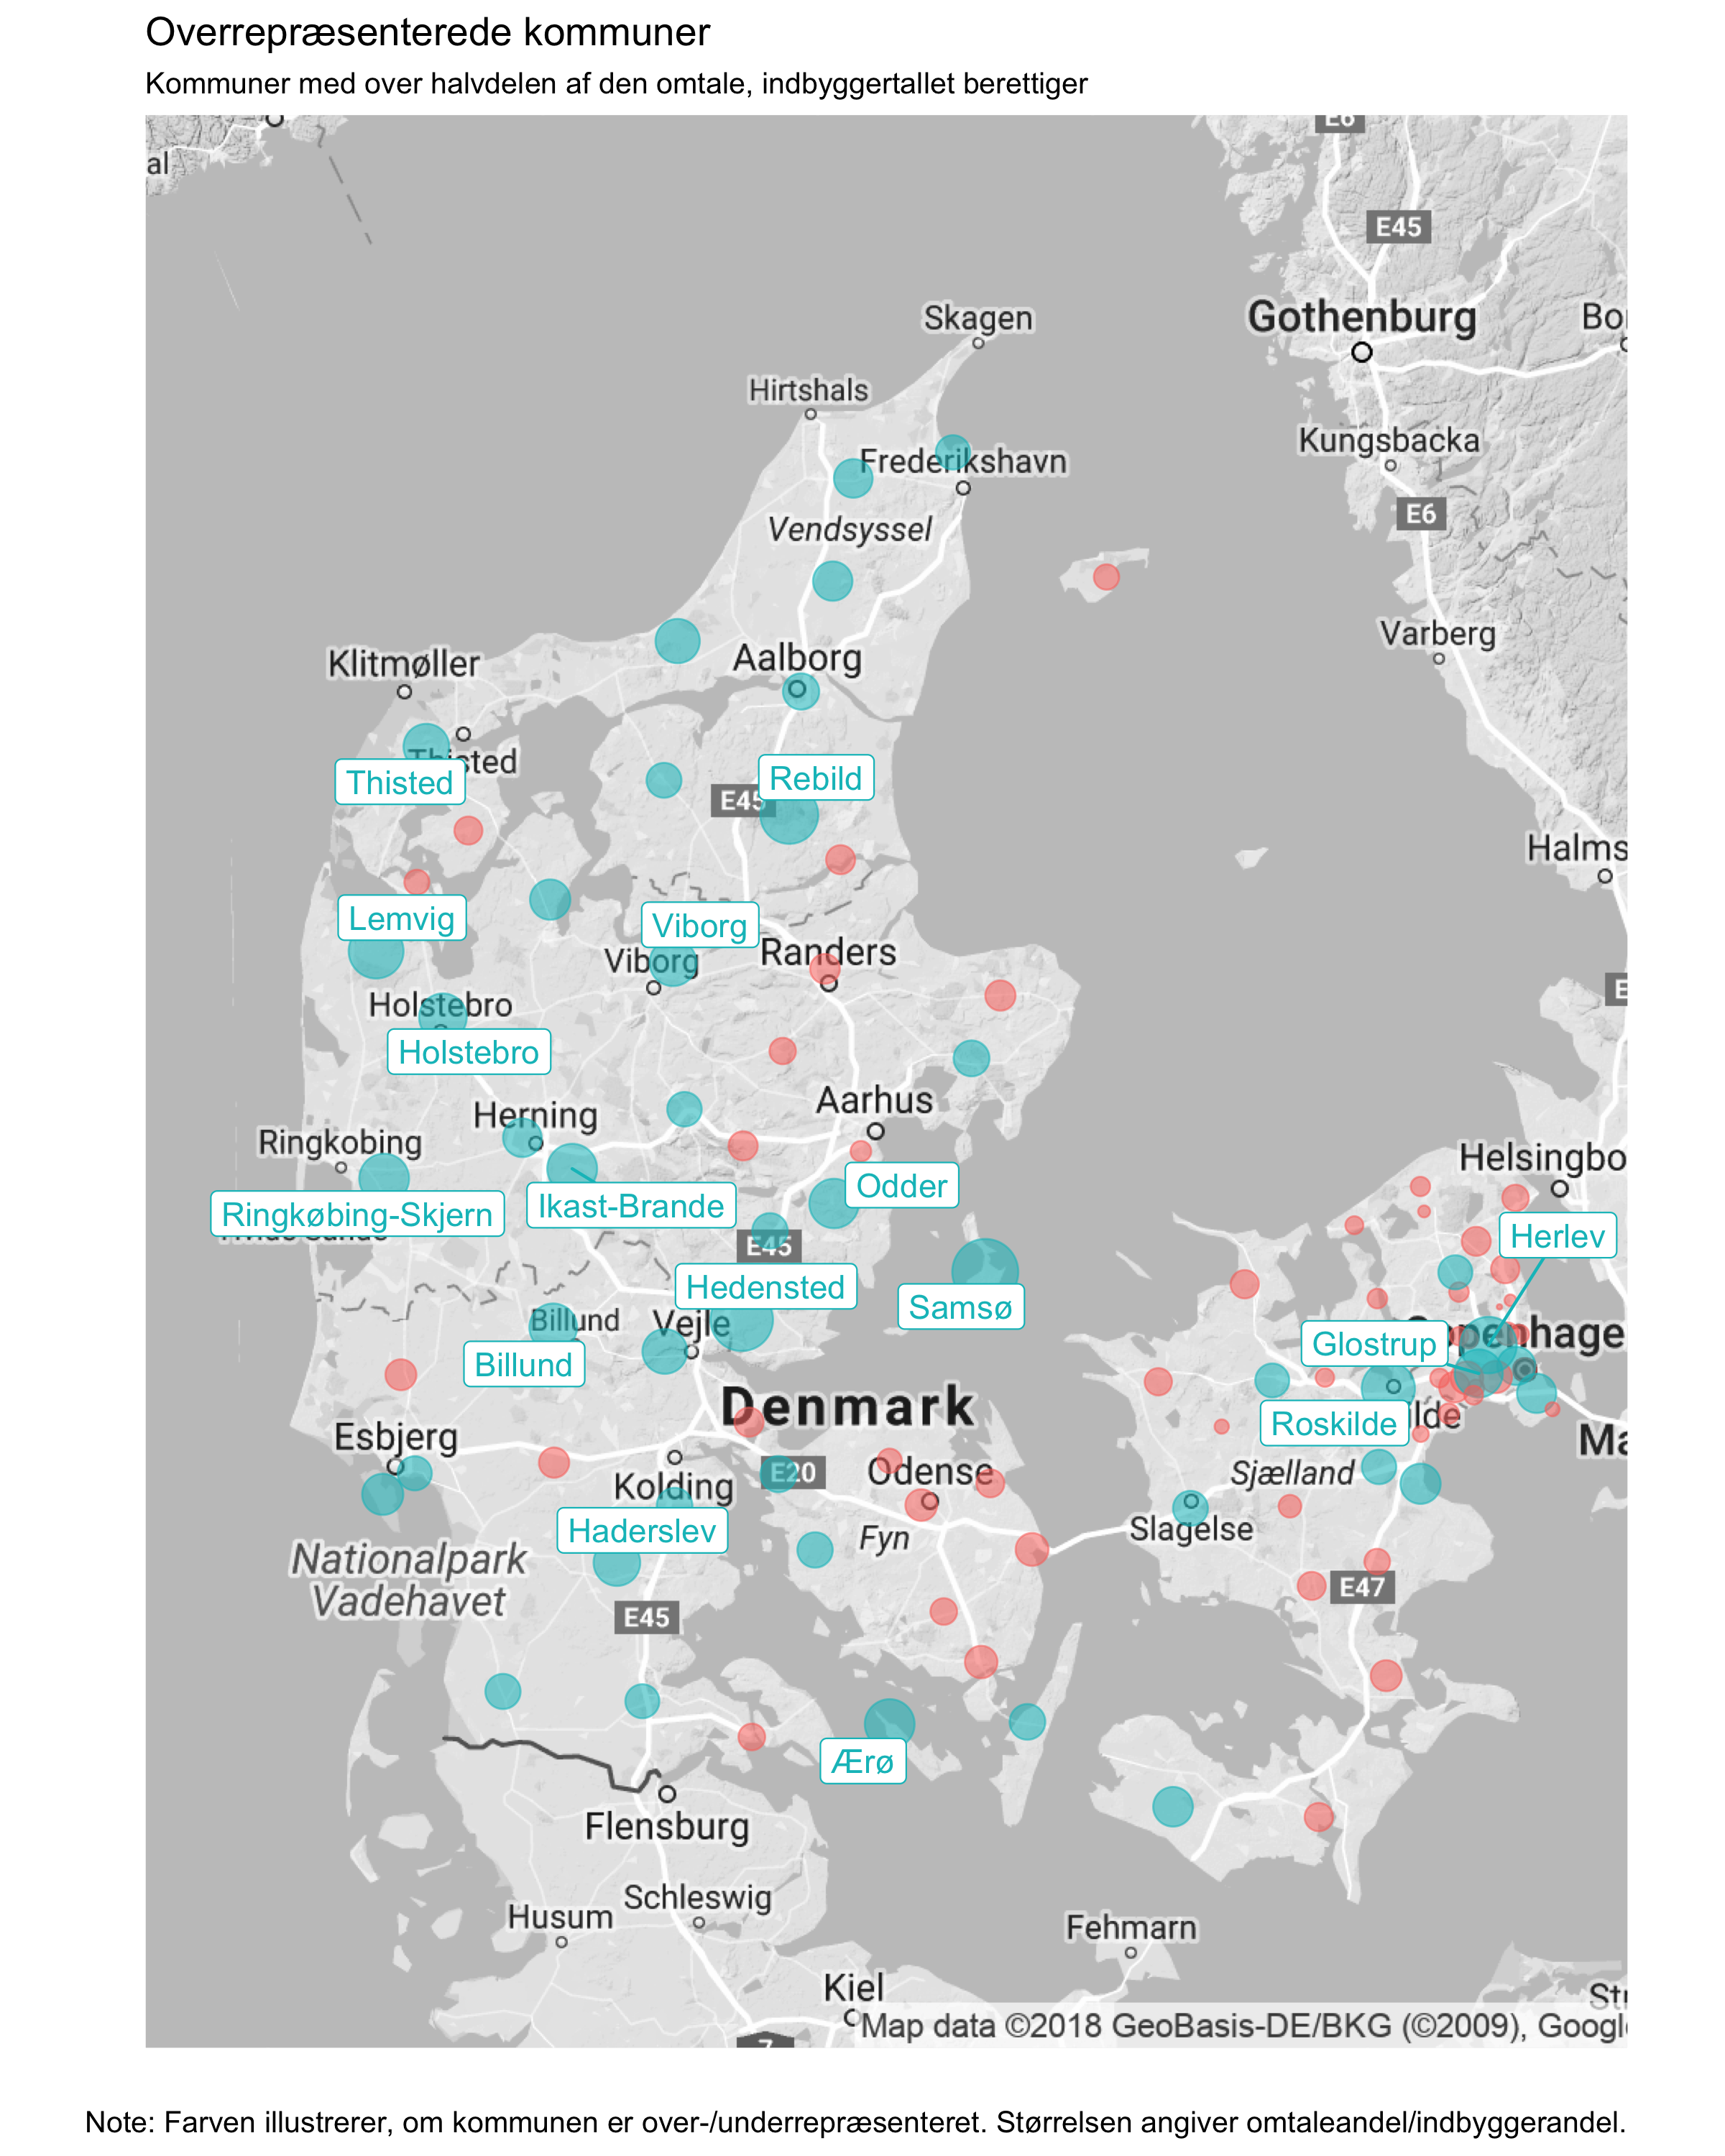 Overrepræsenterede kommuner
Kommuner med over halvdelen af den omtale, indbyggertallet berettiger
E6
al
E45
Skagen
Gothenburg
Hirtshals
Kungsbacka
Frederikshavn
E6
Vendsyssel
Varberg
Klitmøller
Aalborg
Thisted
Rebild
Thisted
E45
Halms
Lemvig
Viborg
Viborg
Randers
Holstebro
Holstebro
Aarhus
Herning
Ringkobing
Helsingbo
Odder
Ikast-Brande
Ringkøbing-Skjern
Herlev
E45
Hedensted
Samsø
Billund
Vejle
Glostrup
penhage
Billund
Denmark
Roskilde
lde
Esbjerg
Ma
E20
Odense
Sjælland
Kolding
Haderslev
Fyn
Slagelse
Nationalpark
Vadehavet
E47
E45
Ærø
Flensburg
Schleswig
Husum
Fehmarn
Kiel
Map data ©2018 GeoBasis-DE/BKG (©2009), Googl
7
Note: Farven illustrerer, om kommunen er over-/underrepræsenteret. Størrelsen angiver omtaleandel/indbyggerandel.